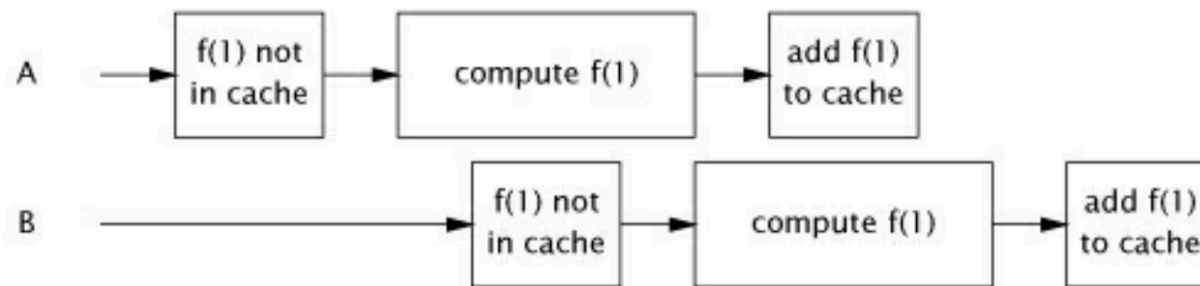 A
f(1) not
in cache
compute f(1)
add f(1)
to cache
B
f(1) not
in cache
compute f(1)
add f(1)
to cache